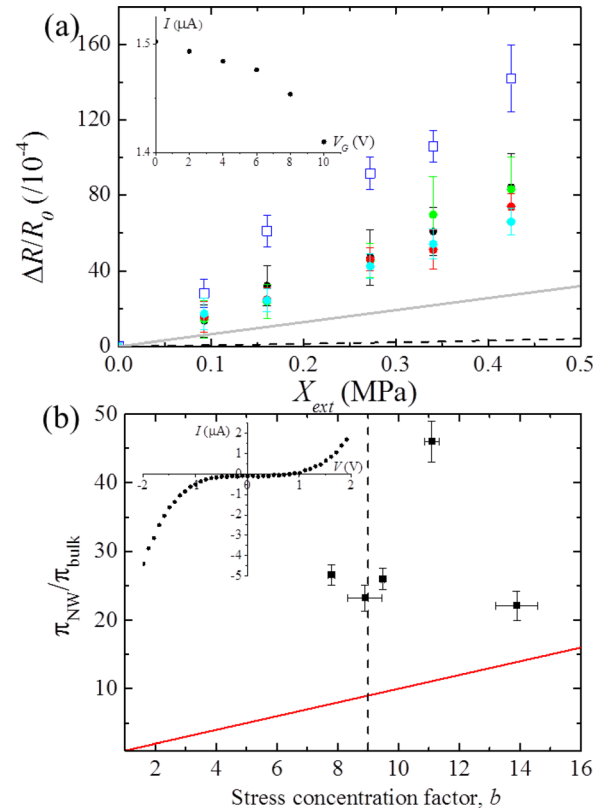 (a)
160
120
80
40
0
ΔR/R₀ (/10⁻⁴)
I (μA)
1.5
1.4
0 2 4 6 8 10
V_G (V)
0.0 0.1 0.2 0.3 0.4 0.5
X_ext (MPa)
(b)
50
40
30
20
10
π_NW/π_bulk
I (μA)
2
1
0
-1
-2
-3
-4
-5
-2 -1 0 1 2
V (V)
2 4 6 8 10 12 14 16
Stress concentration factor, b